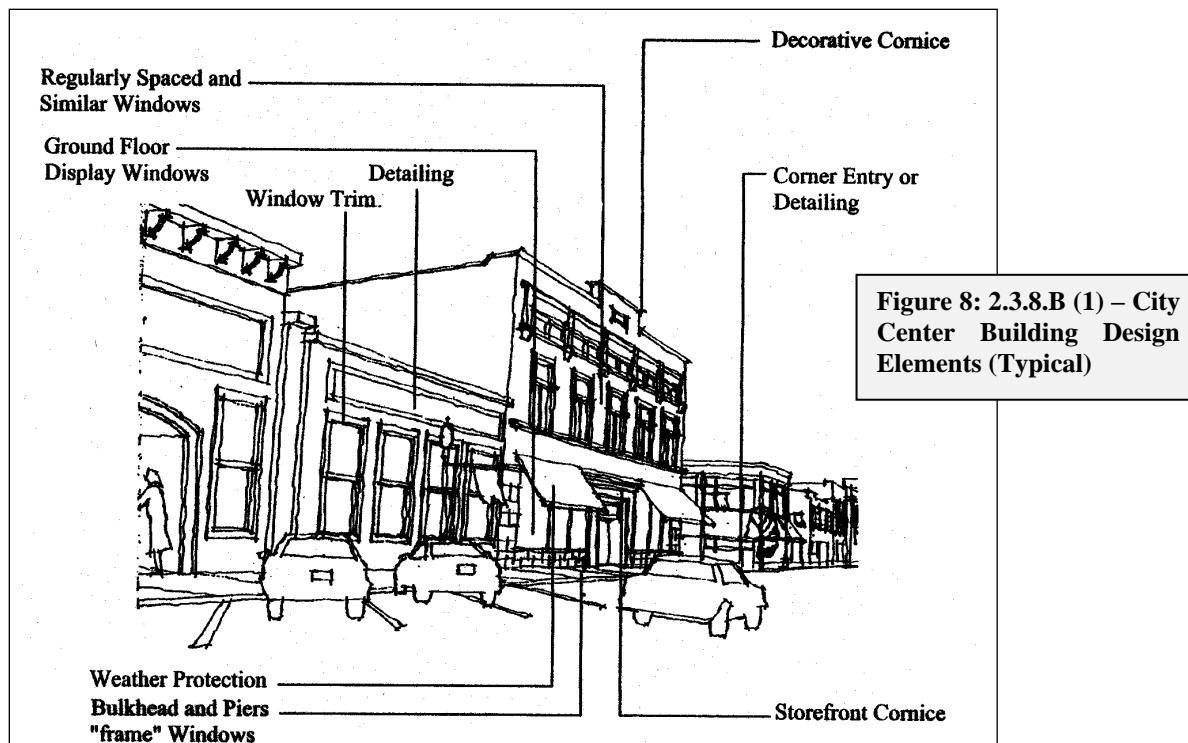 Decorative Cornice
Regularly Spaced and
Similar Windows
Ground Floor
Display Windows
Detailing
Window Trim.
Corner Entry or
Detailing
Figure 8: 2.3.8.B (1) – City
Center Building Design
Elements (Typical)
Weather Protection
Bulkhead and Piers
"frame" Windows
Storefront Cornice